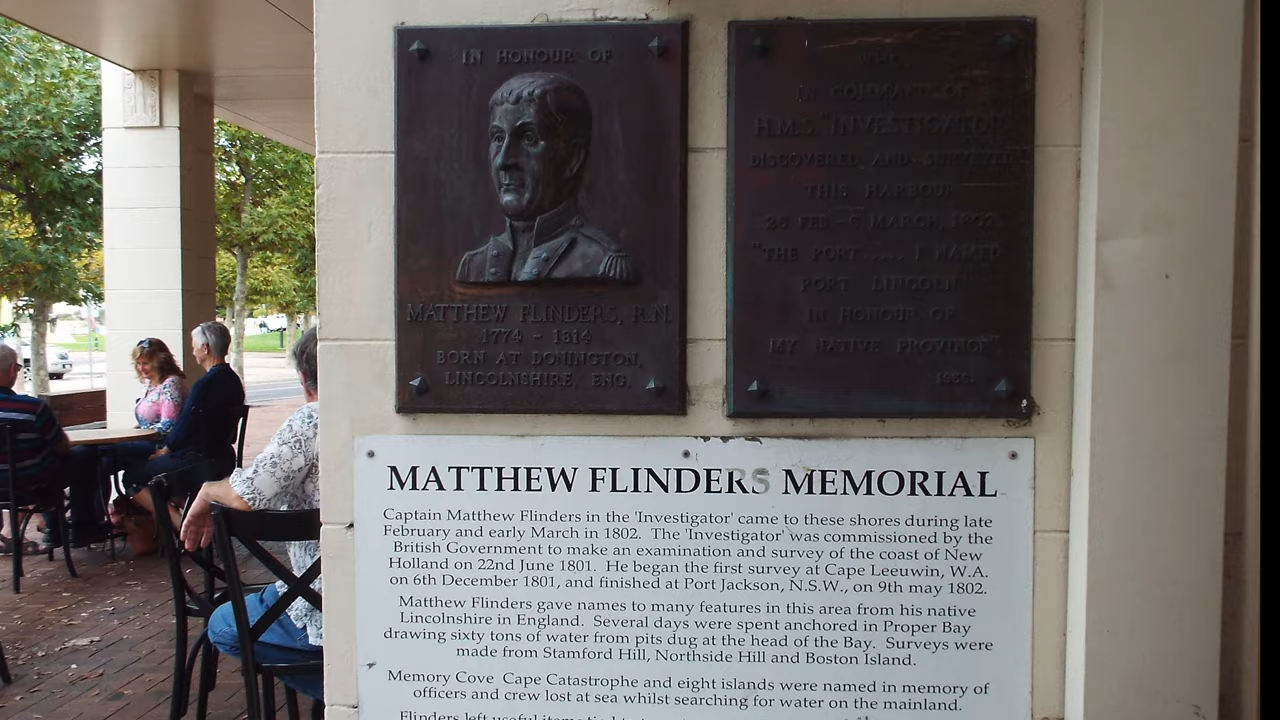 IN HONOUR OF
MATTHEW FLINDERS, R.N.
1774 - 1814
BORN AT DONINGTON,
LINCOLNSHIRE, ENG.
WHO,
IN COMMAND OF
H.M.S "INVESTIGATOR"
DISCOVERED AND SURVEYED
THIS HARBOUR
MARCH, 1802.
"THE PORT..... I NAMED
PORT LINCOLN
IN HONOUR OF
MY NATIVE PROVINCE"
MATTHEW FLINDERS MEMORIAL
Captain Matthew Flinders in the 'Investigator' came to these shores during late
February and early March in 1802. The 'Investigator' was commissioned by the
British Government to make an examination and survey of the coast of New
Holland on 22nd June 1801. He began the first survey at Cape Leeuwin, W.A.
on 6th December 1801, and finished at Port Jackson, N.S.W., on 9th may 1802.
Matthew Flinders gave names to many features in this area from his native
Lincolnshire in England. Several days were spent anchored in Proper Bay
drawing sixty tons of water from pits dug at the head of the Bay. Surveys were
made from Stamford Hill, Northside Hill and Boston Island.
Memory Cove Cape Catastrophe and eight islands were named in memory of
officers and crew lost at sea whilst searching for water on the mainland.
Flinders left useful items